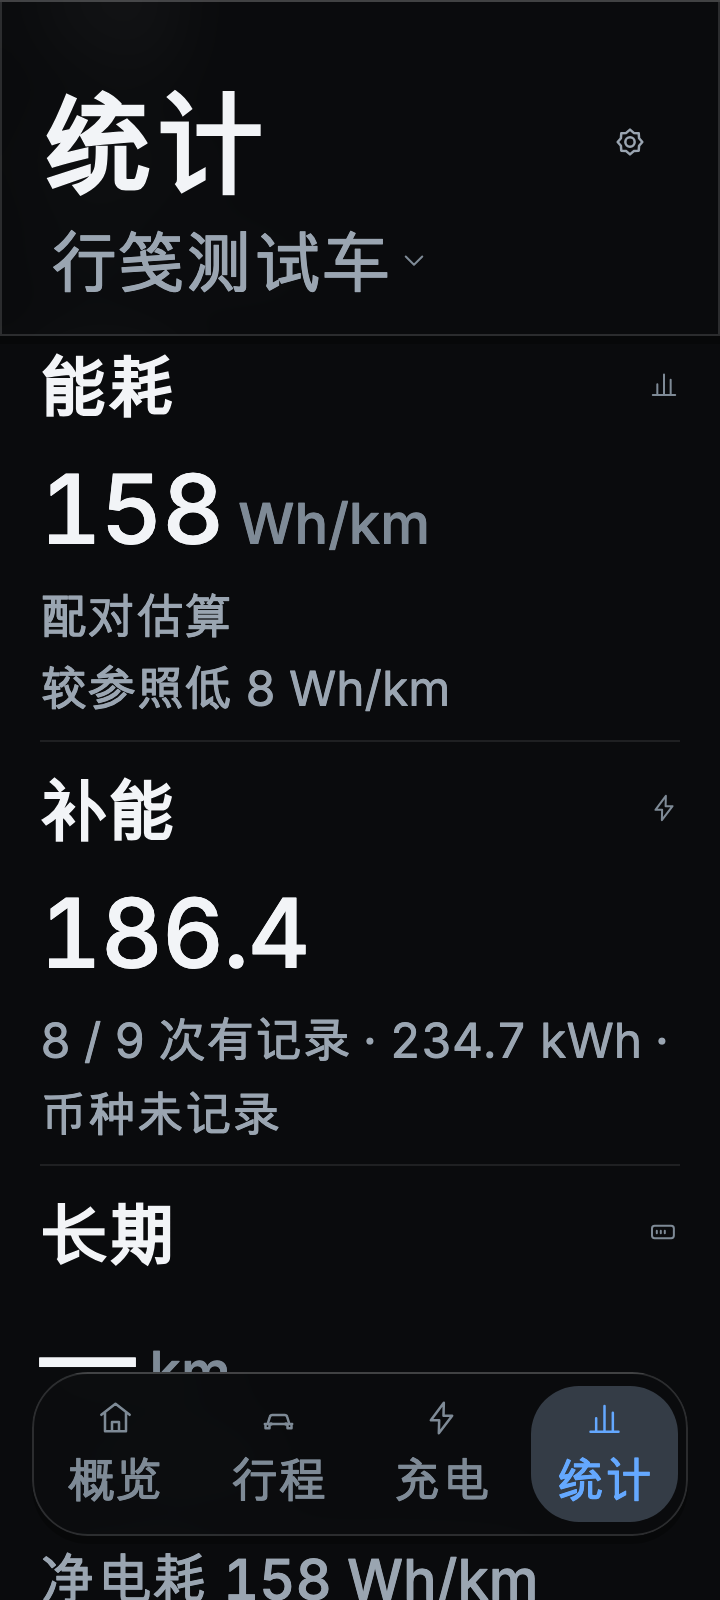 统计
行笺测试车
能耗
158 Wh/km
配对估算
较参照低 8 Wh/km
补能
186.4
8 / 9 次有记录 · 234.7 kWh ·
币种未记录
长期
— km
概览 行程 充电 统计
净电耗 158 Wh/km